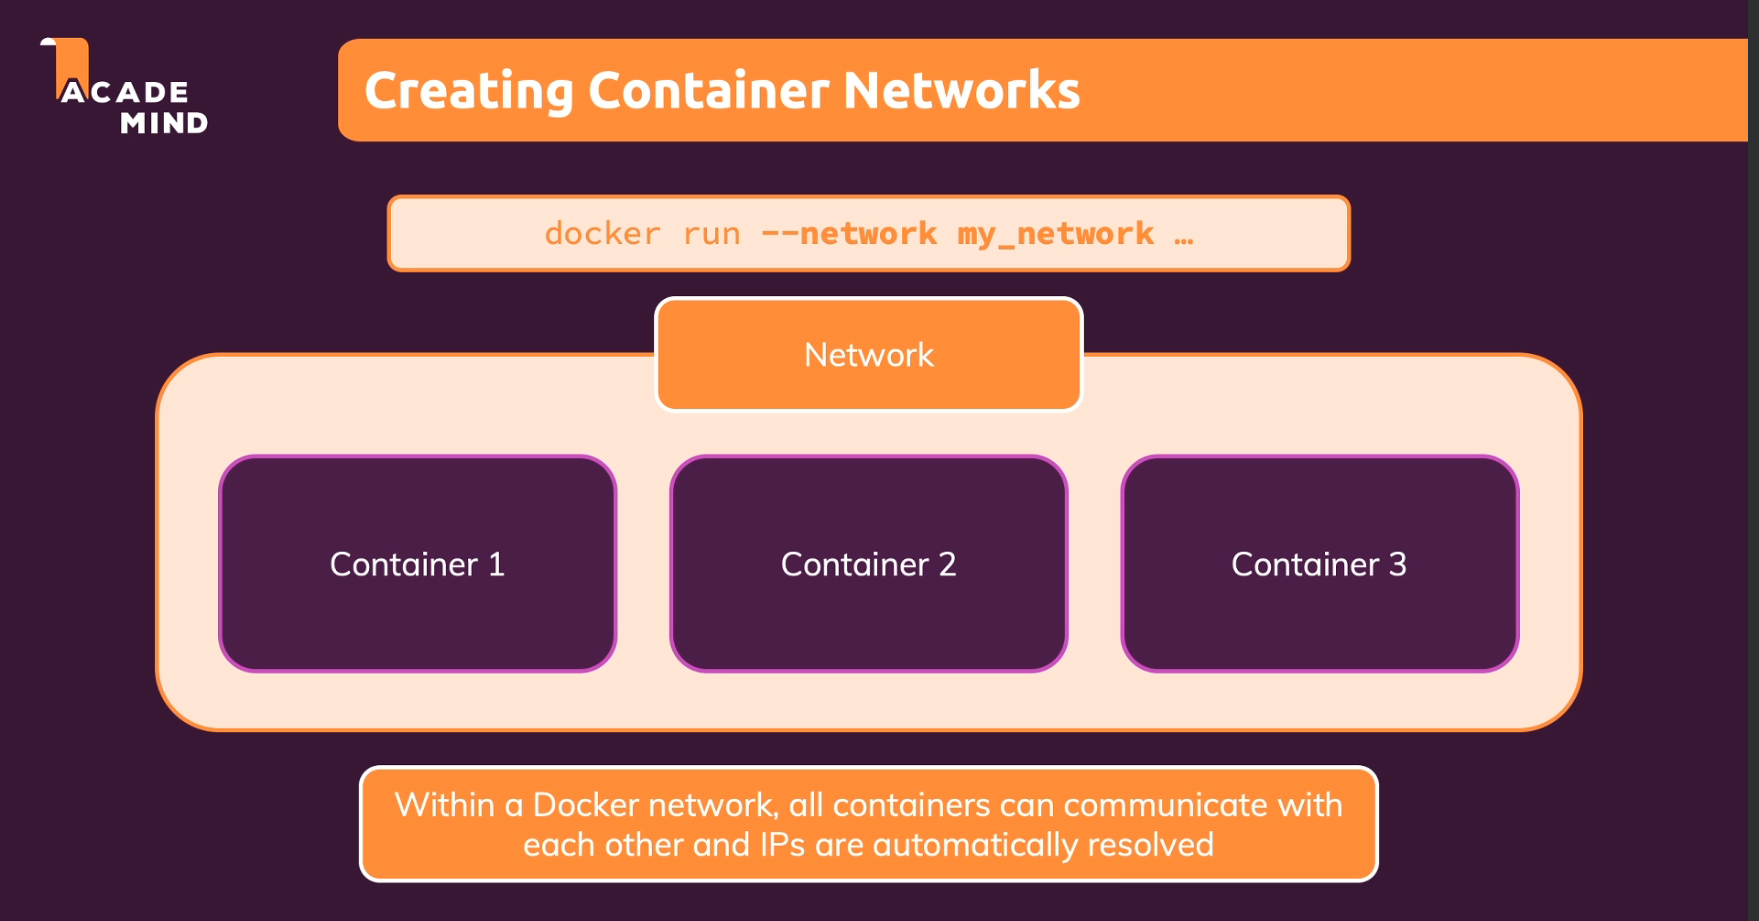 ACADE
MIND
Creating Container Networks
docker run --network my_network …
Network
Container 1
Container 2
Container 3
Within a Docker network, all containers can communicate with
each other and IPs are automatically resolved